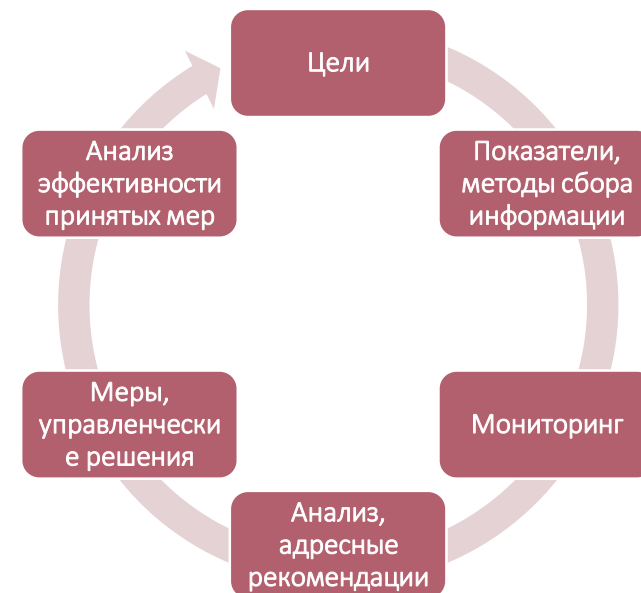 Цели
Показатели,
методы сбора
информации
Мониторинг
Анализ,
адресные
рекомендации
Меры,
управленчески
е решения
Анализ
эффективности
принятых мер